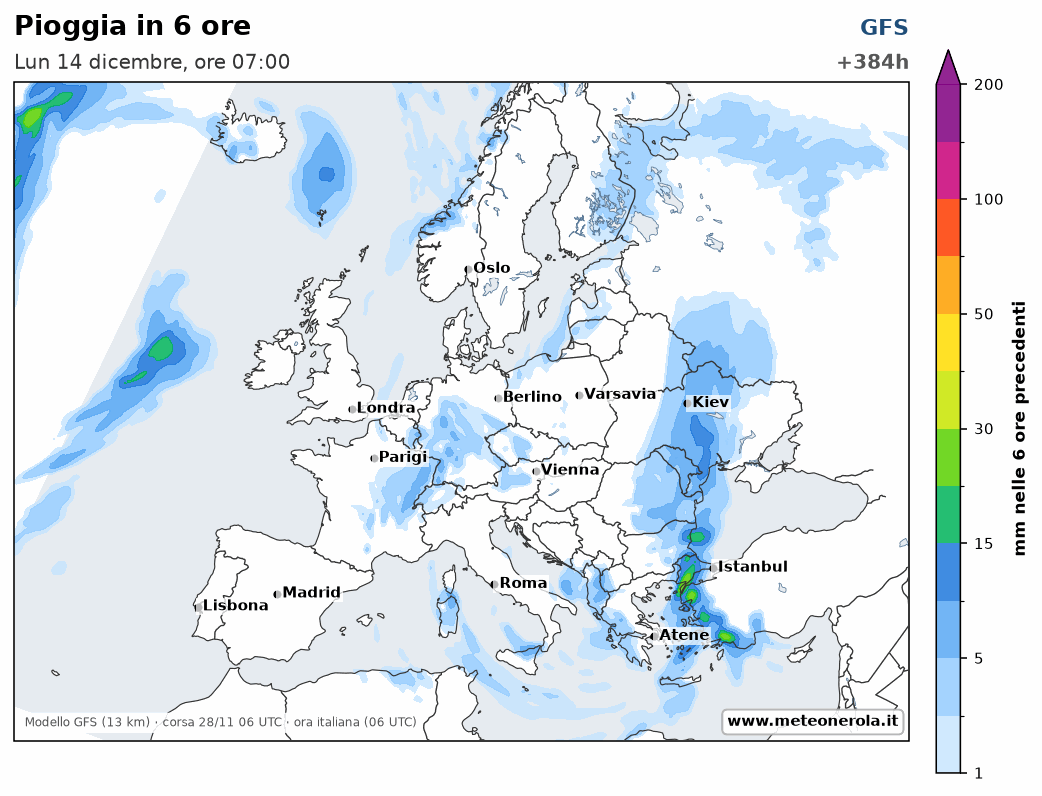 Pioggia in 6 ore
GFS
Lun 14 dicembre, ore 07:00
+384h
200
100
50
30
15
5
1
mm nelle 6 ore precedenti
Oslo
Berlino
Varsavia
Kiev
Londra
Parigi
Vienna
Istanbul
Roma
Madrid
Lisbona
Atene
Modello GFS (13 km) · corsa 28/11 06 UTC · ora italiana (06 UTC)
www.meteonerola.it